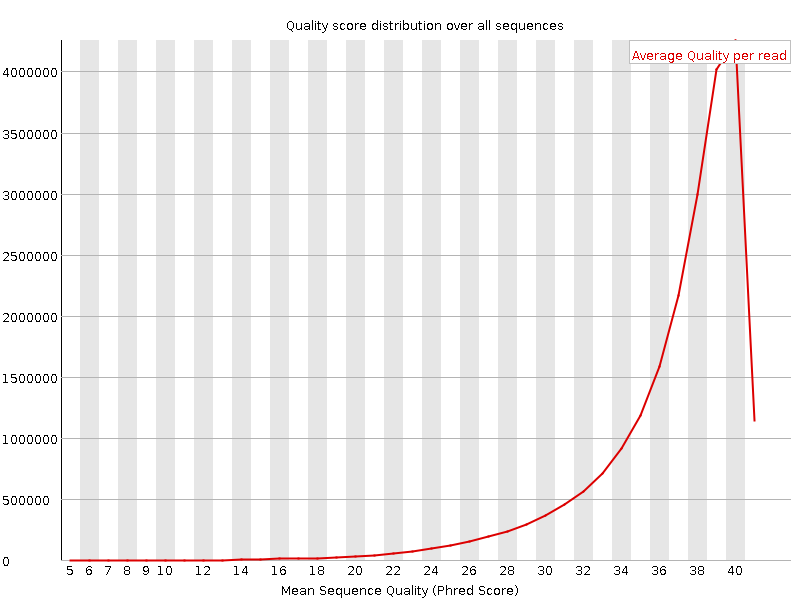 Quality score distribution over all sequences
Average Quality per read
4000000
3500000
3000000
2500000
2000000
1500000
1000000
500000
0
5 6 7 8 9 10 12 14 16 18 20 22 24 26 28 30 32 34 36 38 40
Mean Sequence Quality (Phred Score)